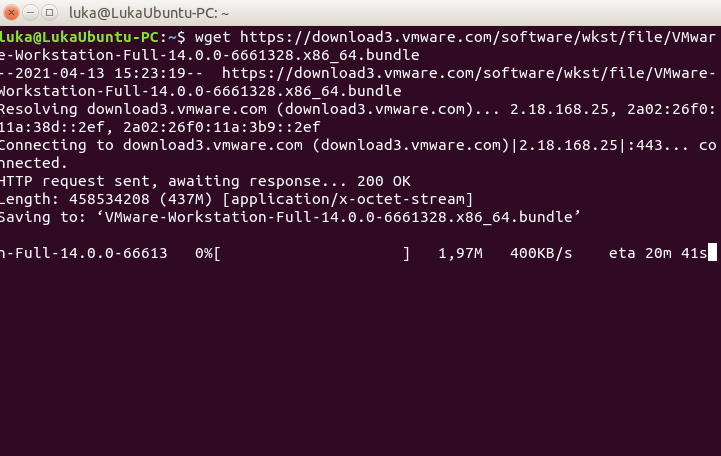 luka@LukaUbuntu-PC: ~
luka@LukaUbuntu-PC:~$ wget https://download3.vmware.com/software/wkst/file/VMwar
e-Workstation-Full-14.0.0-6661328.x86_64.bundle
--2021-04-13 15:23:19--  https://download3.vmware.com/software/wkst/file/VMware-
Workstation-Full-14.0.0-6661328.x86_64.bundle
Resolving download3.vmware.com (download3.vmware.com)... 2.18.168.25, 2a02:26f0:
11a:38d::2ef, 2a02:26f0:11a:3b9::2ef
Connecting to download3.vmware.com (download3.vmware.com)|2.18.168.25|:443... co
nnected.
HTTP request sent, awaiting response... 200 OK
Length: 458534208 (437M) [application/x-octet-stream]
Saving to: ‘VMware-Workstation-Full-14.0.0-6661328.x86_64.bundle’
n-Full-14.0.0-66613   0%[                    ]   1,97M   400KB/s    eta 20m 41s